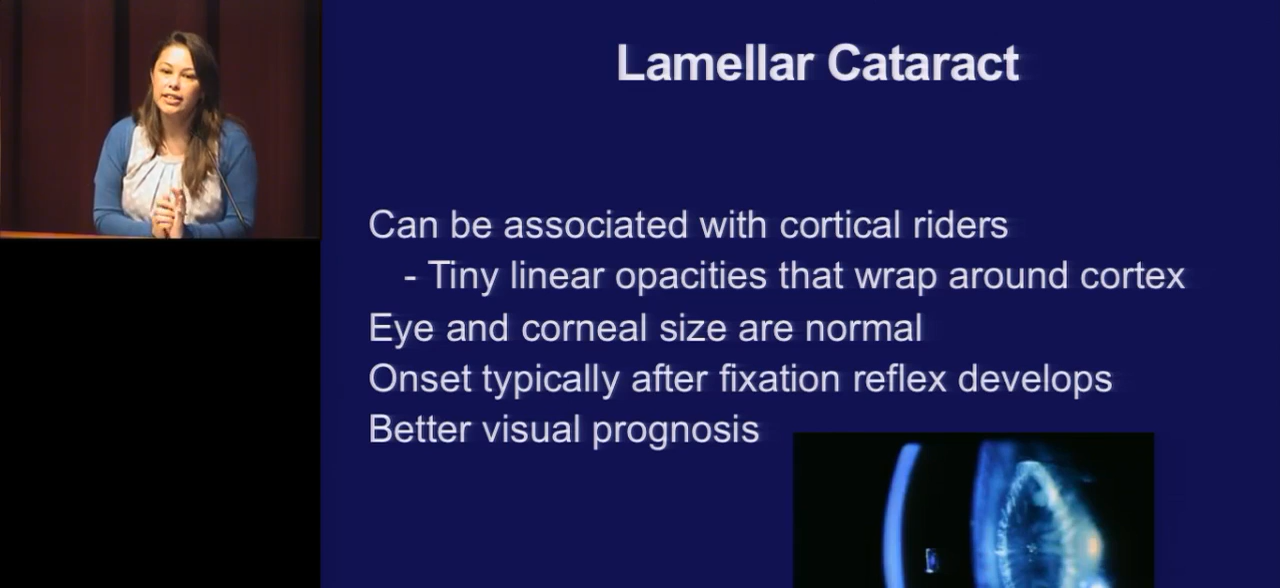 Lamellar Cataract
Can be associated with cortical riders
- Tiny linear opacities that wrap around cortex
Eye and corneal size are normal
Onset typically after fixation reflex develops
Better visual prognosis